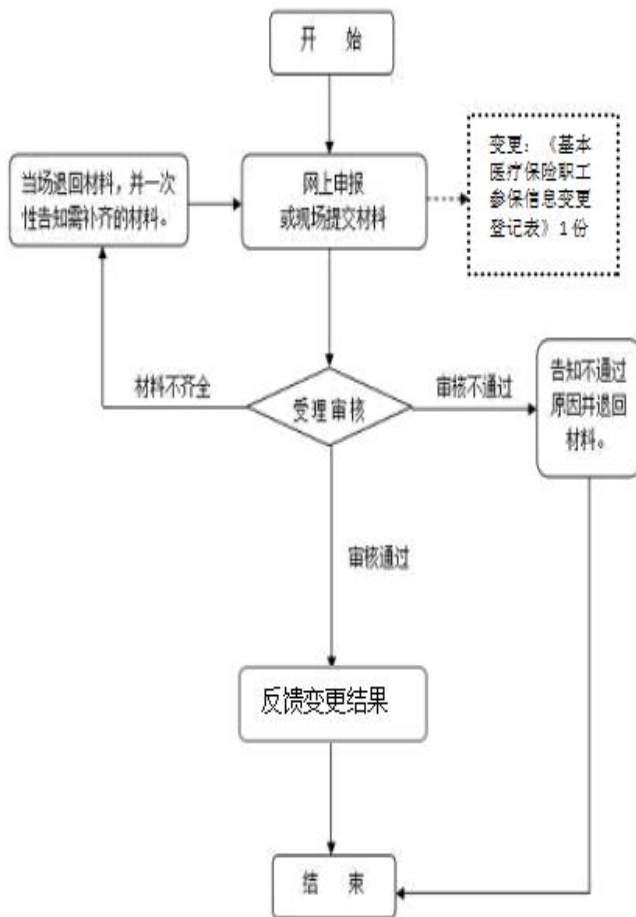 开 始
网上申报
或现场提交材料
变更：《基本
医疗保险职工
参保信息变更
登记表》1份
当场退回材料，并一次
性告知需补齐的材料。
材料不齐全
受理审核
审核不通过
告知不通过
原因并退回
材料。
审核通过
反馈变更结果
结 束